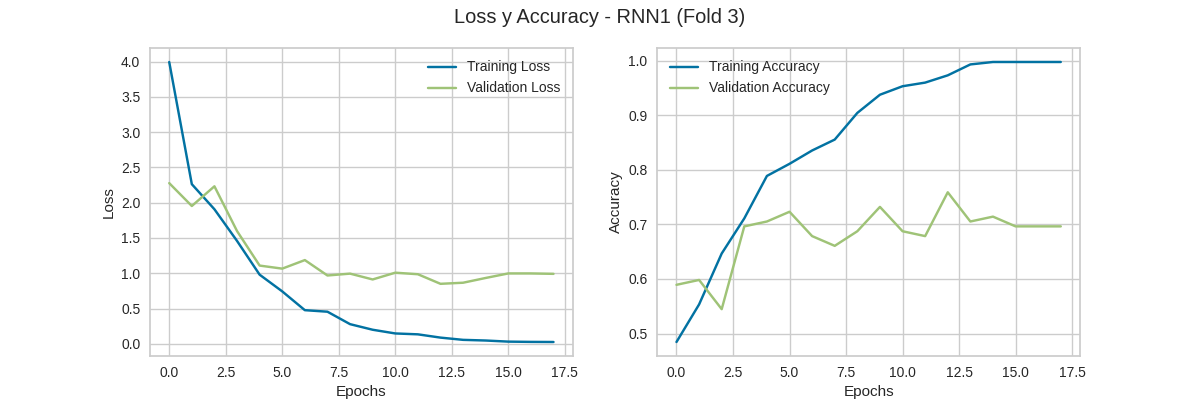 Loss y Accuracy - RNN1 (Fold 3)
4.0
3.5
3.0
2.5
2.0
1.5
1.0
0.5
0.0
Loss
Training Loss
Validation Loss
0.0 2.5 5.0 7.5 10.0 12.5 15.0 17.5
Epochs
1.0
0.9
0.8
0.7
0.6
0.5
Accuracy
Training Accuracy
Validation Accuracy
0.0 2.5 5.0 7.5 10.0 12.5 15.0 17.5
Epochs